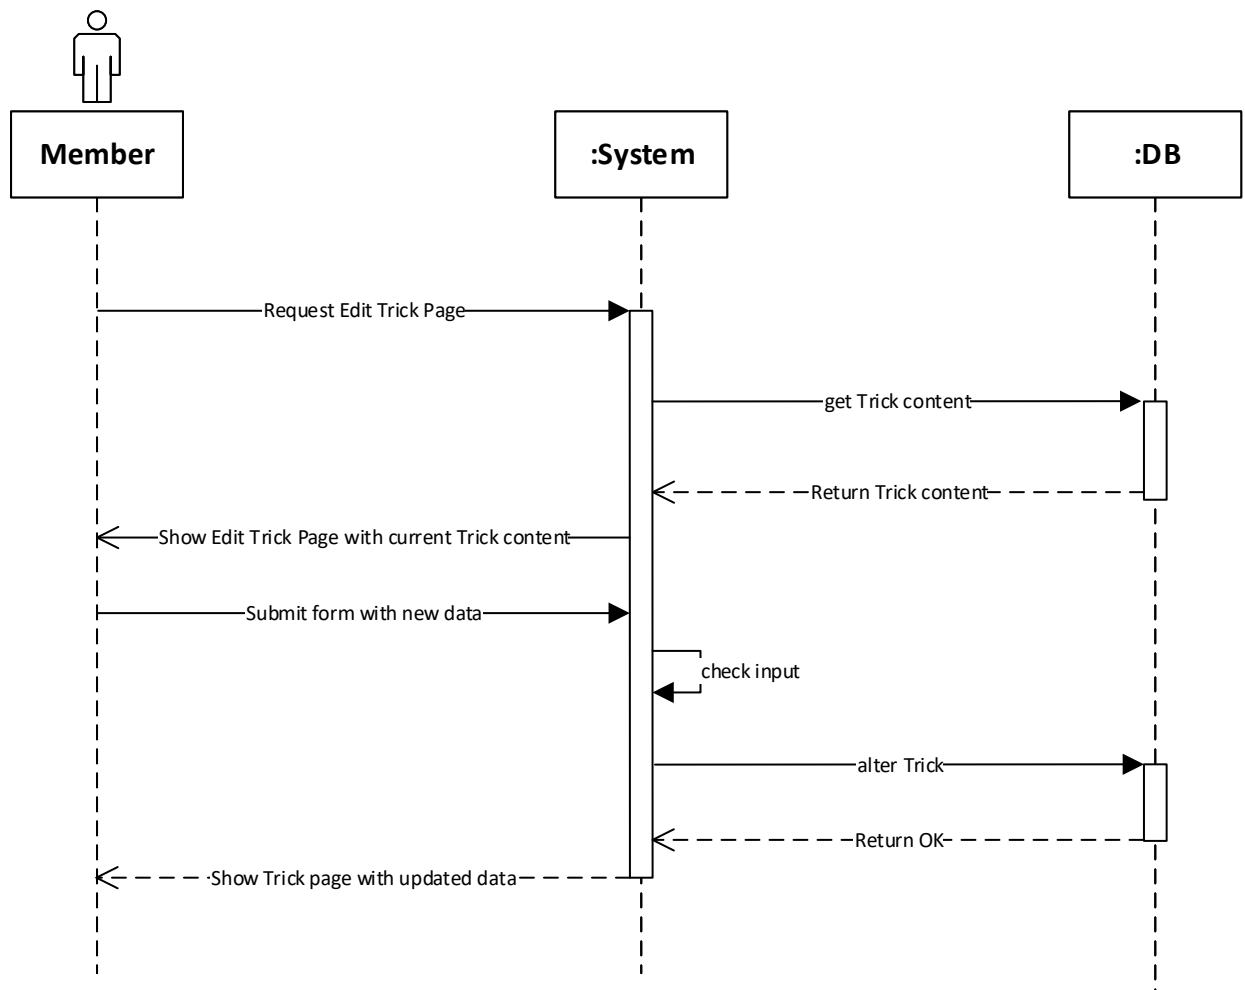 Member
:System
:DB
Request Edit Trick Page
get Trick content
Return Trick content
Show Edit Trick Page with current Trick content
Submit form with new data
check input
alter Trick
Return OK
Show Trick page with updated data